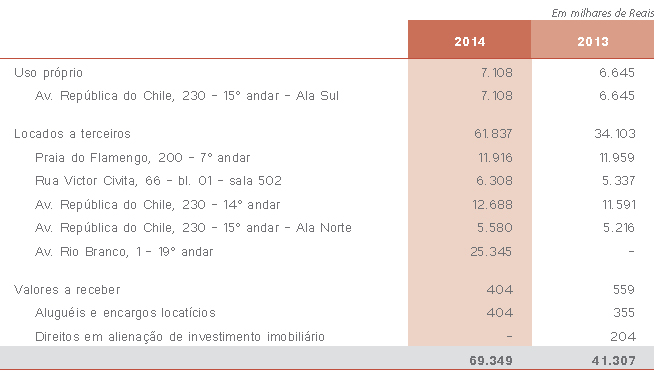 Em milhares de Reais
2014 2013
Uso próprio 7.108 6.645
Av. República do Chile, 230 - 15° andar - Ala Sul 7.108 6.645
Locados a terceiros 61.837 34.103
Praia do Flamengo, 200 - 7° andar 11.916 11.959
Rua Victor Civita, 66 - bl. 01 - sala 502 6.308 5.337
Av. República do Chile, 230 - 14° andar 12.688 11.591
Av. República do Chile, 230 - 15° andar - Ala Norte 5.580 5.216
Av. Rio Branco, 1 - 19° andar 25.345 -
Valores a receber 404 559
Aluguéis e encargos locatícios 404 355
Direitos em alienação de investimento imobiliário - 204
69.349 41.307